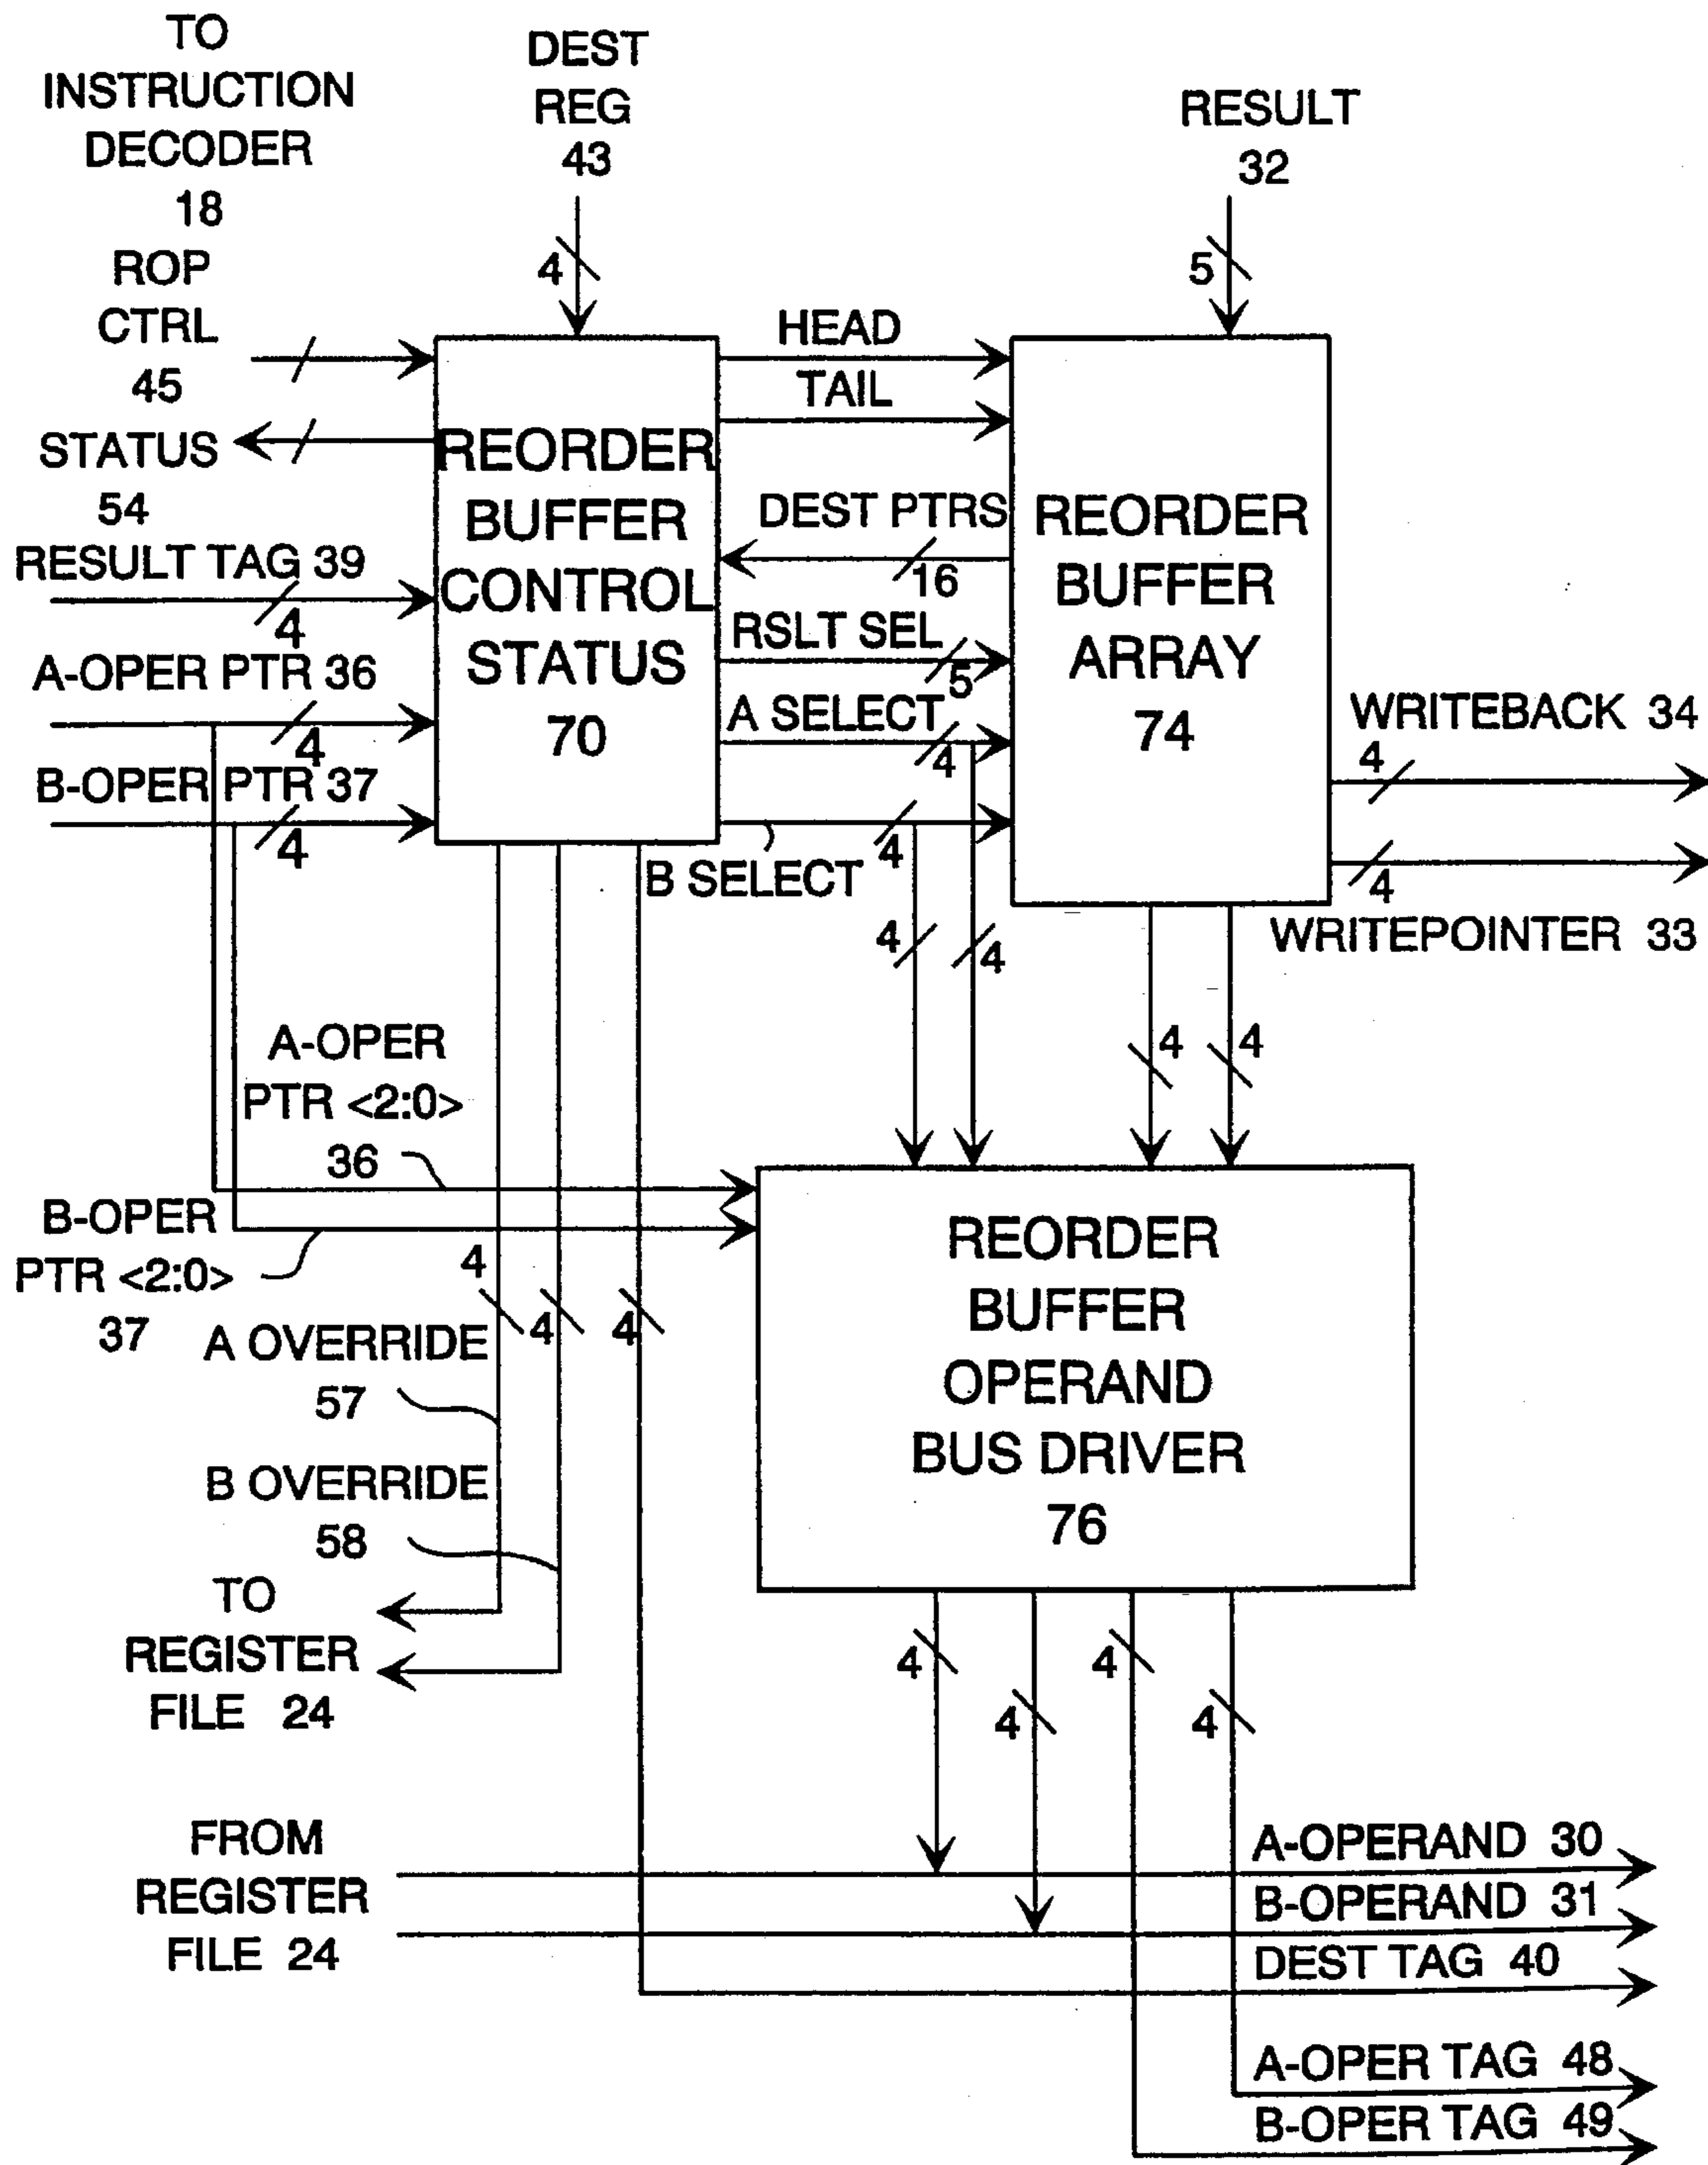 TO
INSTRUCTION
DECODER
18
DEST
REG
43
RESULT
32
ROP
CTRL
45
4
5
STATUS
54
HEAD
TAIL
REORDER
BUFFER
CONTROL
STATUS
70
DEST PTRS
16
REORDER
BUFFER
ARRAY
74
RESULT TAG 39
4
RSLT SEL
5
A-OPER PTR 36
4
A SELECT
4
B-OPER PTR 37
4
B SELECT
4
WRITEBACK 34
4
4
WRITEPOINTER 33
4
4
4
4
A-OPER
PTR <2:0>
36
B-OPER
PTR <2:0>
37
4
4
4
A OVERRIDE
57
B OVERRIDE
58
REORDER
BUFFER
OPERAND
BUS DRIVER
76
TO
REGISTER
FILE 24
4
4
4
4
FROM
REGISTER
FILE 24
A-OPERAND 30
B-OPERAND 31
DEST TAG 40
A-OPER TAG 48
B-OPER TAG 49